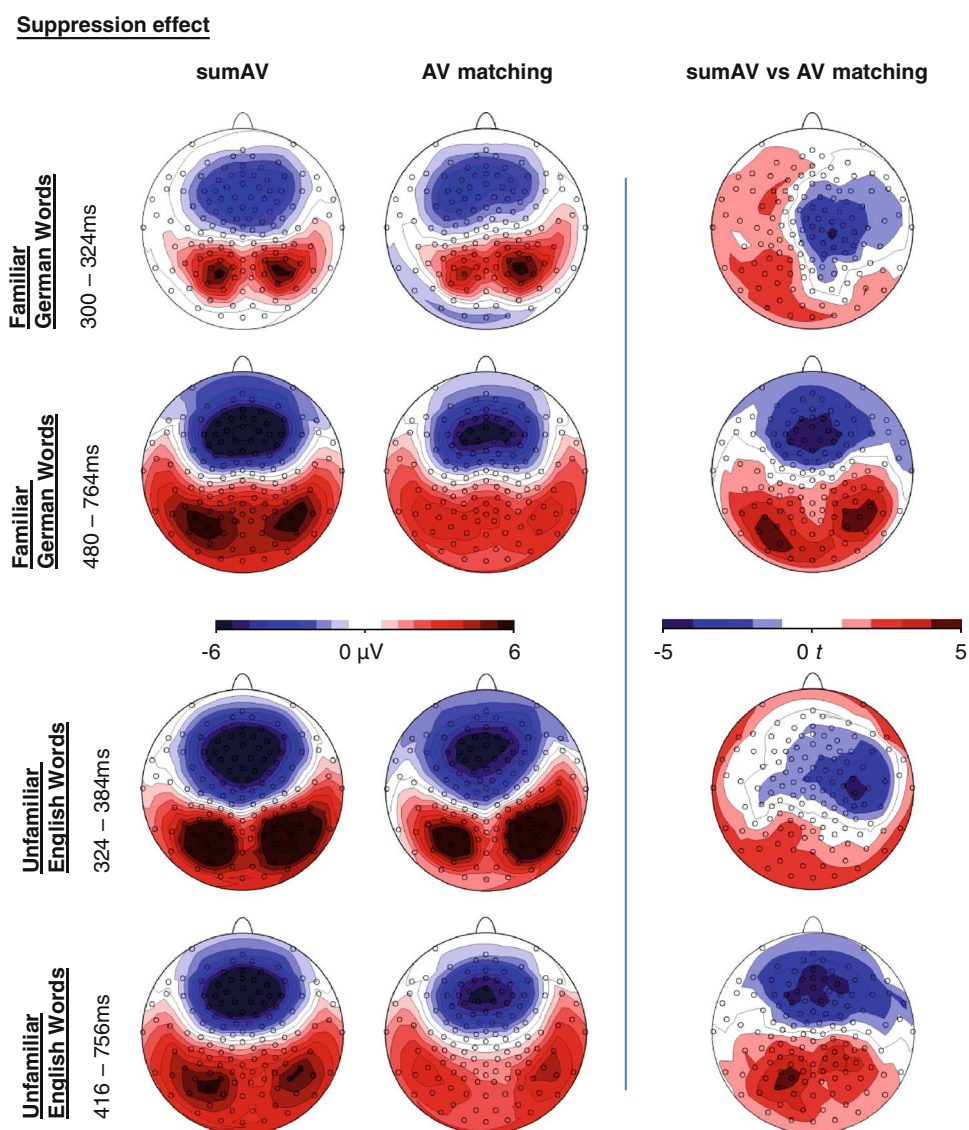 Suppression effect
sumAV
AV matching
sumAV vs AV matching
Familiar
German Words
300 – 324ms
Familiar
German Words
480 – 764ms
-6
0 µV
6
-5
0 t
5
Unfamiliar
English Words
324 – 384ms
Unfamiliar
English Words
416 – 756ms